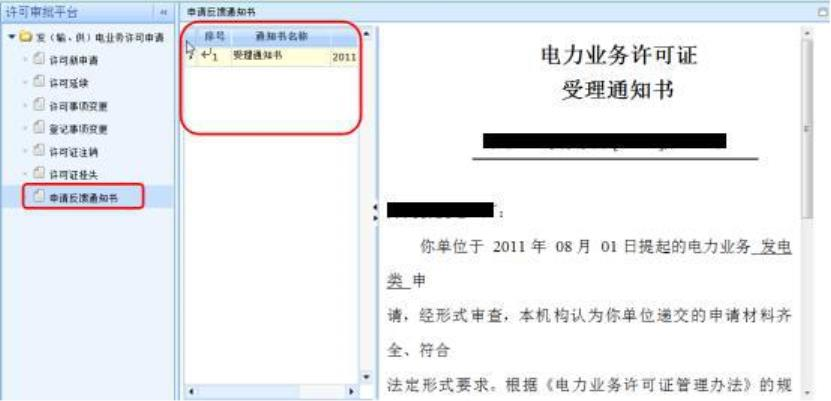 许可审批平台
«
申请反馈通知书
发（输、供）电业务许可申请
许可新申请
许可延续
许可事项变更
登记事项变更
许可证注销
许可证挂失
申请反馈通知书
序号 通知书名称
1 受理通知书 2011
电力业务许可证
受理通知书
：
你单位于 2011 年 08 月 01 日提起的电力业务 发电
类 申
请，经形式审查，本机构认为你单位递交的申请材料齐
全、符合
法定形式要求。根据《电力业务许可证管理办法》的规